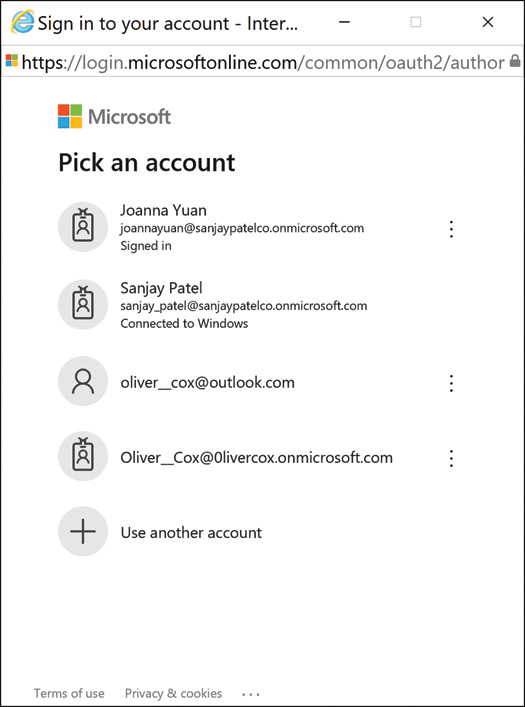 Sign in to your account - Inter...
https://login.microsoftonline.com/common/oauth2/author
Microsoft
Pick an account
Joanna Yuan
joannayuan@sanjaypatelco.onmicrosoft.com
Signed in
Sanjay Patel
sanjay_patel@sanjaypatelco.onmicrosoft.com
Connected to Windows
oliver__cox@outlook.com
Oliver__Cox@0livercox.onmicrosoft.com
Use another account
Terms of use Privacy & cookies ...